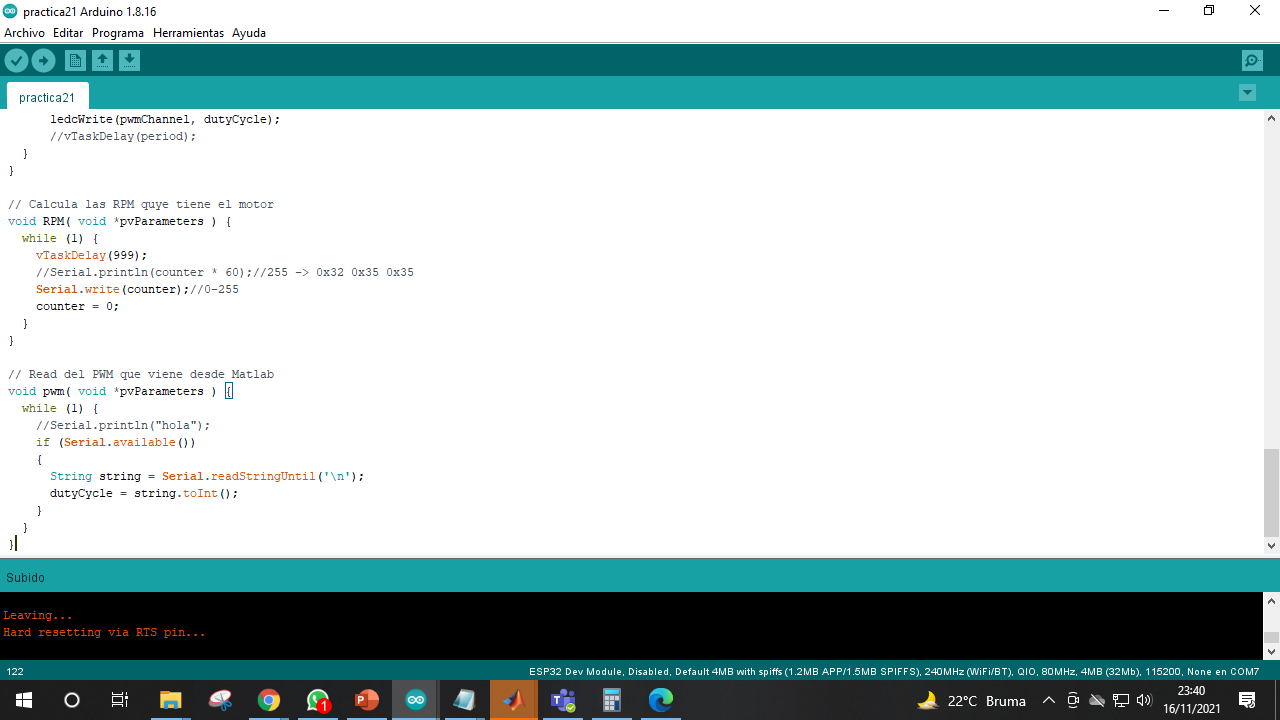 practica21 Arduino 1.8.16
Archivo Editar Programa Herramientas Ayuda
practica21
ledcWrite(pwmChannel, dutyCycle);
//vTaskDelay(period);
}
}
// Calcula las RPM quye tiene el motor
void RPM( void *pvParameters ) {
while (1) {
vTaskDelay(999);
//Serial.println(counter * 60);//255 -> 0x32 0x35 0x35
Serial.write(counter);//0-255
counter = 0;
}
}
// Read del PWM que viene desde Matlab
void pwm( void *pvParameters ) {
while (1) {
//Serial.println("hola");
if (Serial.available())
{
String string = Serial.readStringUntil('\n');
dutyCycle = string.toInt();
}
}
}
Subido
Leaving...
Hard resetting via RTS pin...
122 ESP32 Dev Module, Disabled, Default 4MB with spiffs (1.2MB APP/1.5MB SPIFFS), 240MHz (WiFi/BT), QIO, 80MHz, 4MB (32Mb), 115200, None en COM7
1
22°C Bruma
23:40
16/11/2021